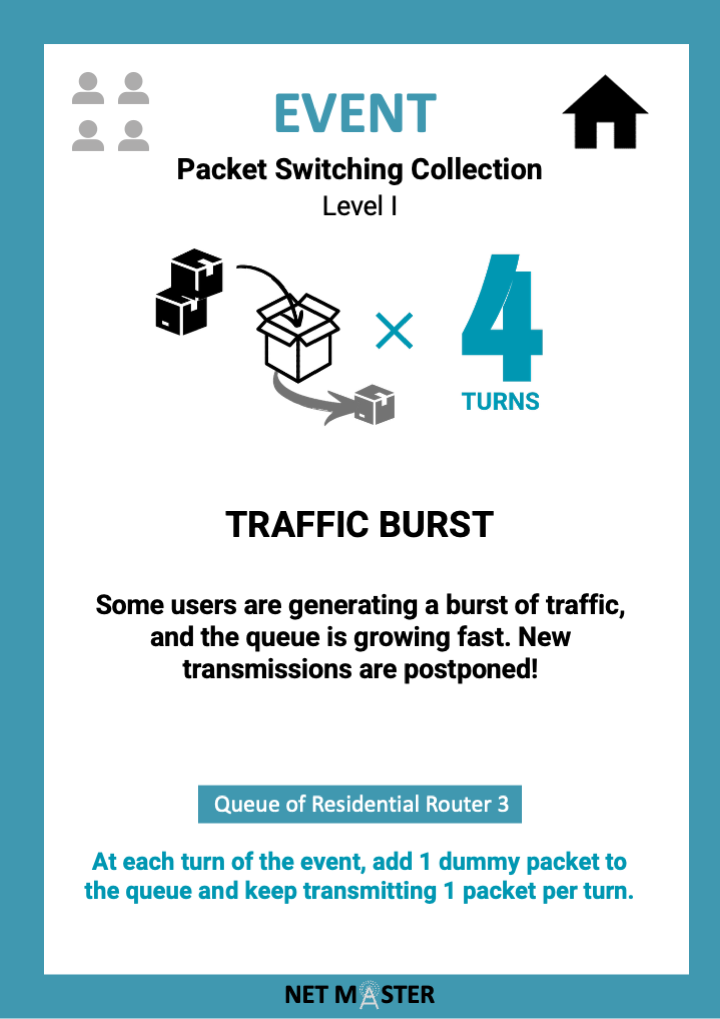 EVENT
Packet Switching Collection
Level I
4
TURNS
TRAFFIC BURST
Some users are generating a burst of traffic,
and the queue is growing fast. New
transmissions are postponed!
Queue of Residential Router 3
At each turn of the event, add 1 dummy packet to
the queue and keep transmitting 1 packet per turn.
NET MASTER